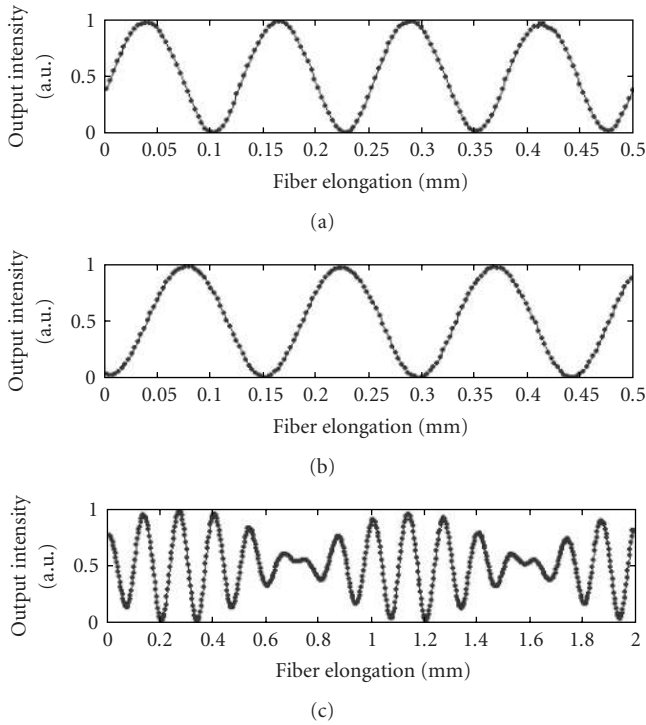 Output intensity
(a.u.)
1
0.5
0
0 0.05 0.1 0.15 0.2 0.25 0.3 0.35 0.4 0.45 0.5
Fiber elongation (mm)
(a)
Output intensity
(a.u.)
1
0.5
0
0 0.05 0.1 0.15 0.2 0.25 0.3 0.35 0.4 0.45 0.5
Fiber elongation (mm)
(b)
Output intensity
(a.u.)
1
0.5
0
0 0.2 0.4 0.6 0.8 1 1.2 1.4 1.6 1.8 2
Fiber elongation (mm)
(c)